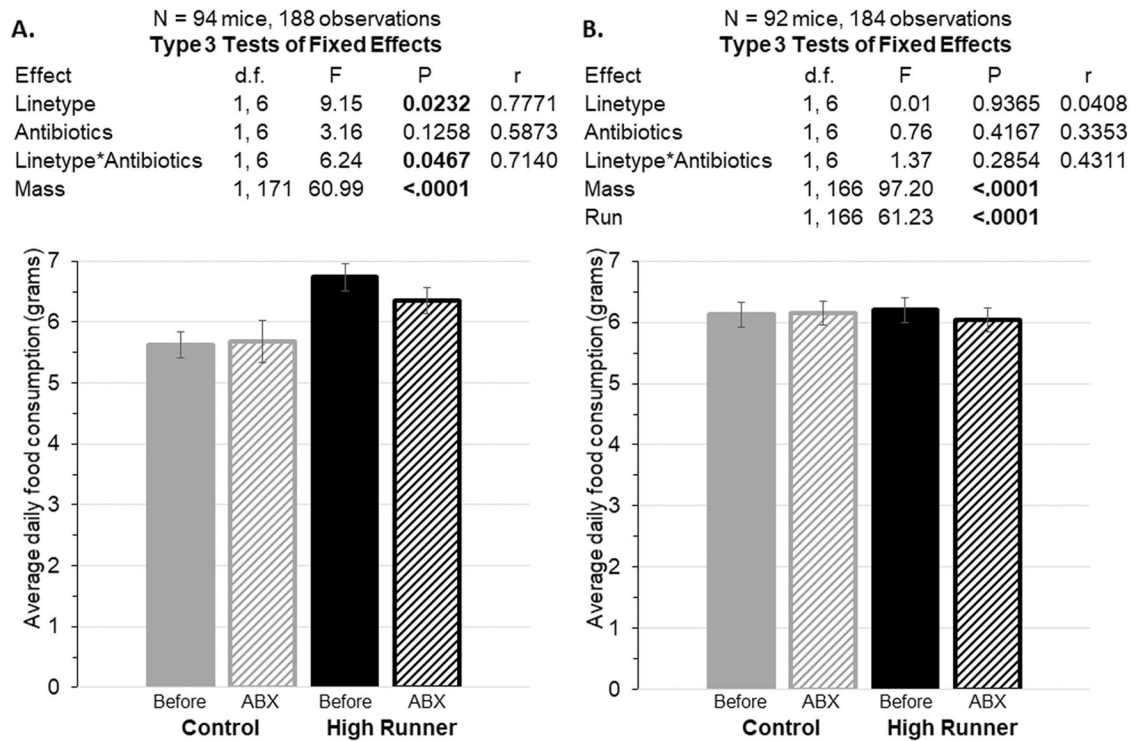 A.
N = 94 mice, 188 observations
Type 3 Tests of Fixed Effects
Effect d.f. F P r
Linetype 1, 6 9.15 0.0232 0.7771
Antibiotics 1, 6 3.16 0.1258 0.5873
Linetype*Antibiotics 1, 6 6.24 0.0467 0.7140
Mass 1, 171 60.99 <.0001
Average daily food consumption (grams)
7
6
5
4
3
2
1
0
Before ABX Before ABX
Control High Runner
B.
N = 92 mice, 184 observations
Type 3 Tests of Fixed Effects
Effect d.f. F P r
Linetype 1, 6 0.01 0.9365 0.0408
Antibiotics 1, 6 0.76 0.4167 0.3353
Linetype*Antibiotics 1, 6 1.37 0.2854 0.4311
Mass 1, 166 97.20 <.0001
Run 1, 166 61.23 <.0001
Average daily food consumption (grams)
7
6
5
4
3
2
1
0
Before ABX Before ABX
Control High Runner